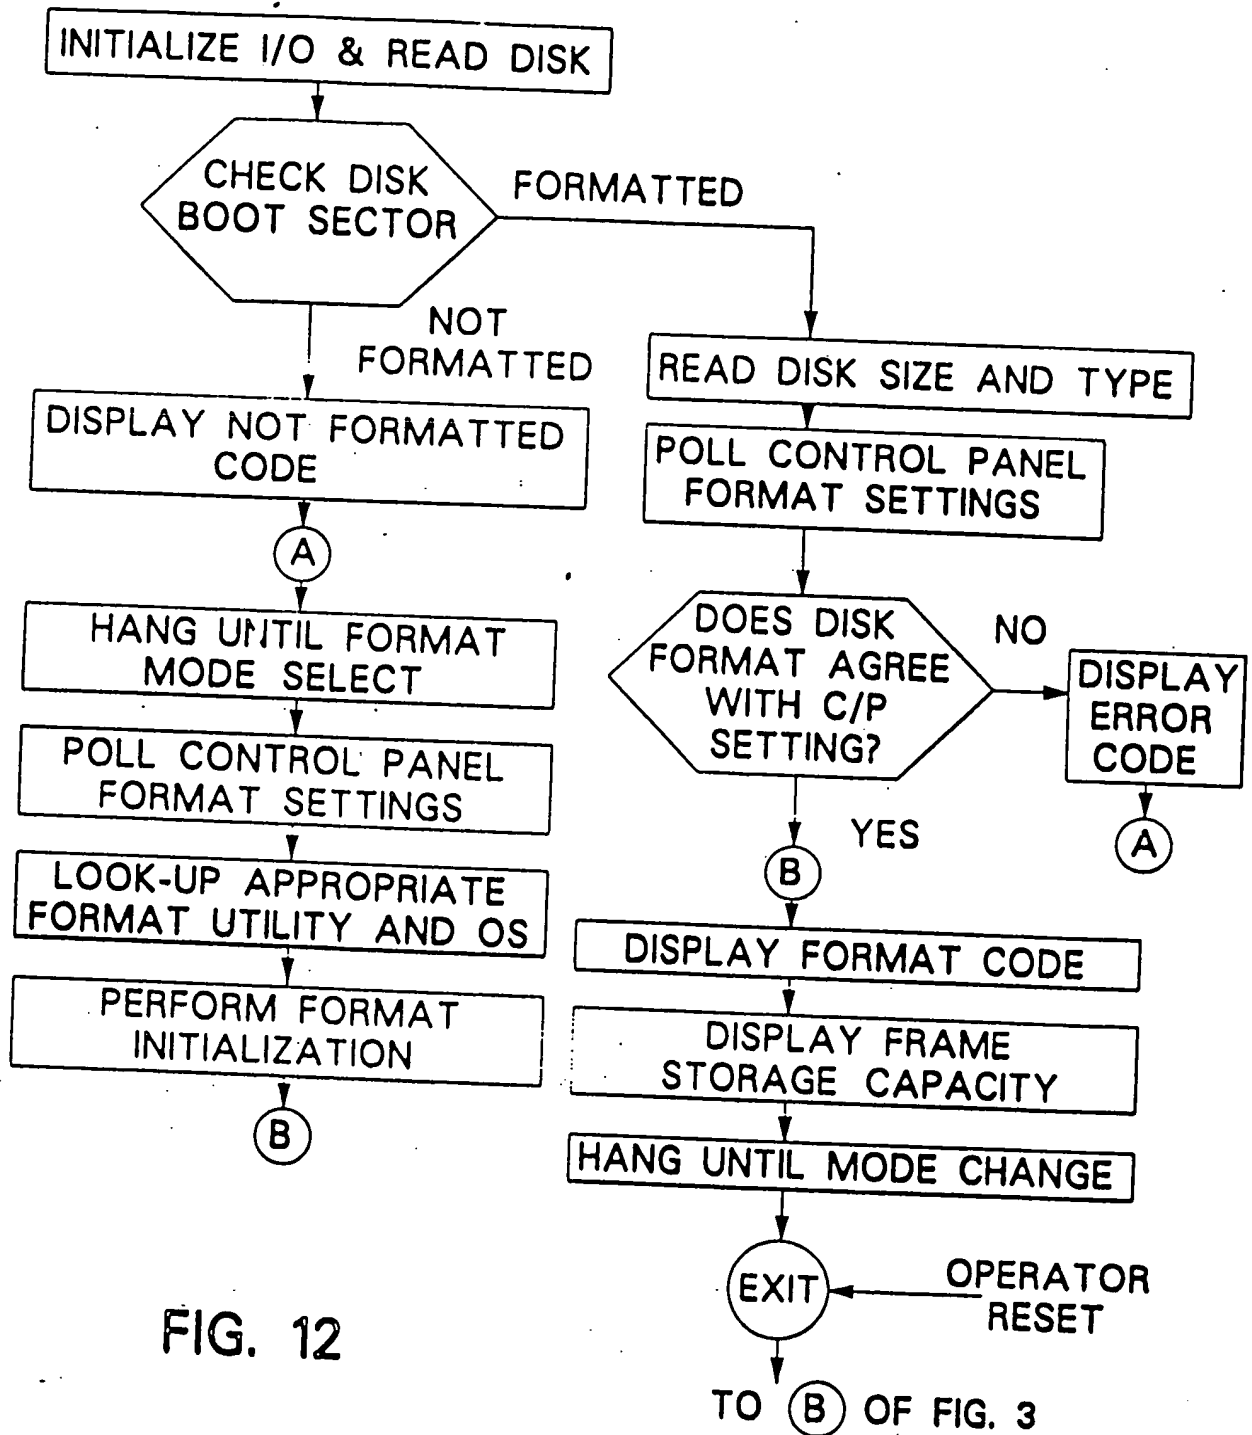 INITIALIZE I/O & READ DISK
CHECK DISK
BOOT SECTOR
FORMATTED
NOT
FORMATTED
DISPLAY NOT FORMATTED
CODE
A
HANG UNTIL FORMAT
MODE SELECT
POLL CONTROL PANEL
FORMAT SETTINGS
LOOK-UP APPROPRIATE
FORMAT UTILITY AND OS
PERFORM FORMAT
INITIALIZATION
B
READ DISK SIZE AND TYPE
POLL CONTROL PANEL
FORMAT SETTINGS
DOES DISK
FORMAT AGREE
WITH C/P
SETTING?
NO
DISPLAY
ERROR
CODE
A
YES
B
DISPLAY FORMAT CODE
DISPLAY FRAME
STORAGE CAPACITY
HANG UNTIL MODE CHANGE
EXIT
OPERATOR
RESET
TO B OF FIG. 3
FIG. 12